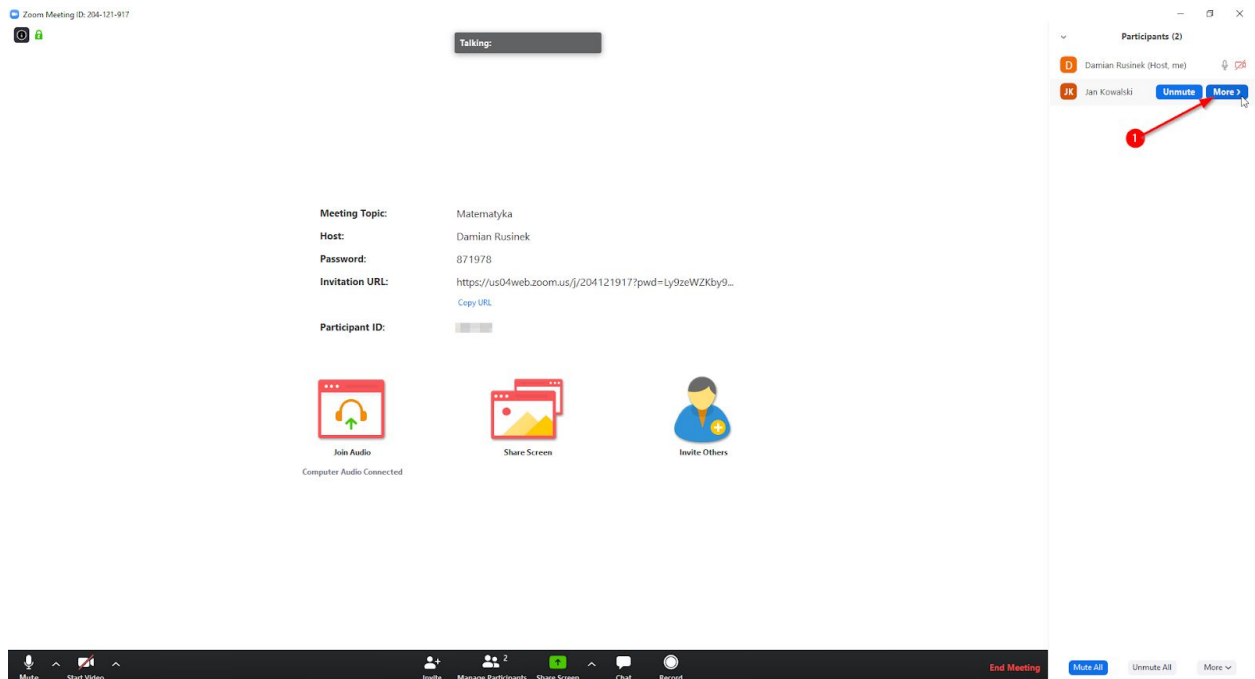 Zoom Meeting ID: 204-121-917
Talking:
Participants (2)
D Damian Rusinek (Host, me)
JK Jan Kowalski Unmute More >
1
Meeting Topic: Matematyka
Host: Damian Rusinek
Password: 871978
Invitation URL: https://us04web.zoom.us/j/204121917?pwd=Ly9zeWZKby9...
Copy URL
Participant ID:
Join Audio Share Screen Invite Others
Computer Audio Connected
Mute Start Video Invite Manage Participants 2 Share Screen Chat Record End Meeting Mute All Unmute All More